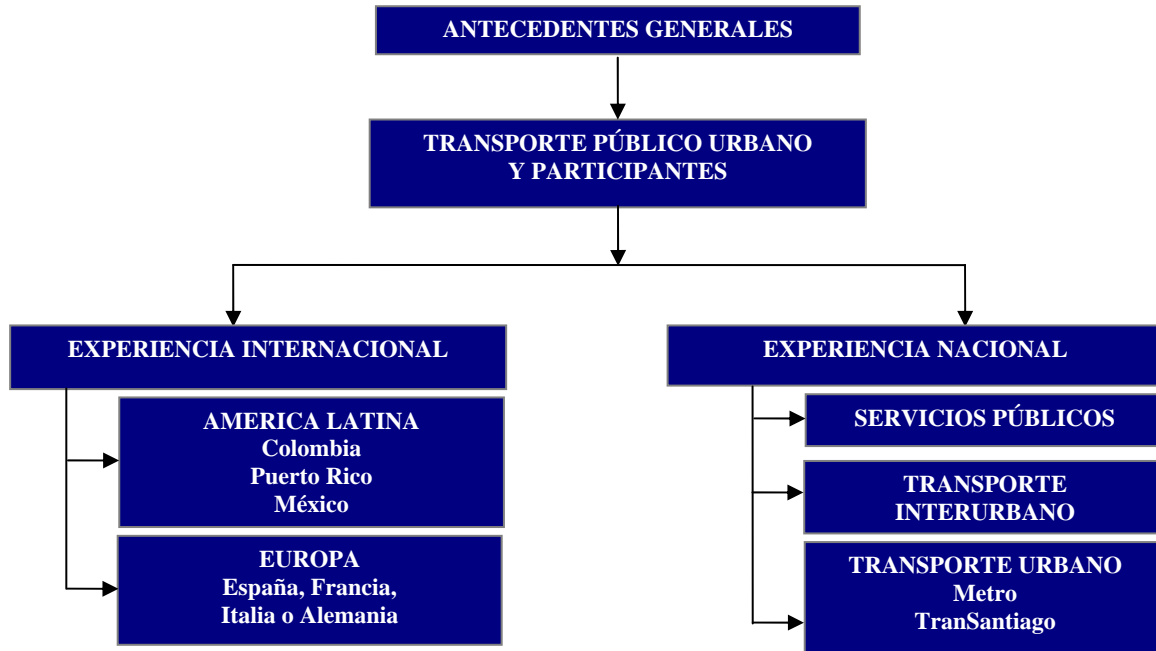 ANTECEDENTES GENERALES
TRANSPORTE PÚBLICO URBANO
Y PARTICIPANTES
EXPERIENCIA INTERNACIONAL
AMERICA LATINA
Colombia
Puerto Rico
México
EUROPA
España, Francia,
Italia o Alemania
EXPERIENCIA NACIONAL
SERVICIOS PÚBLICOS
TRANSPORTE
INTERURBANO
TRANSPORTE URBANO
Metro
TranSantiago